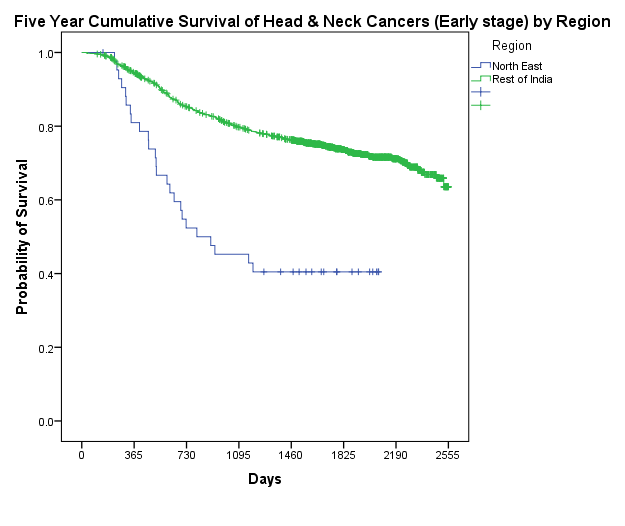 Five Year Cumulative Survival of Head & Neck Cancers (Early stage) by Region
Region
North East
Rest of India
1.0
0.8
0.6
0.4
0.2
0.0
Probability of Survival
0 365 730 1095 1460 1825 2190 2555
Days